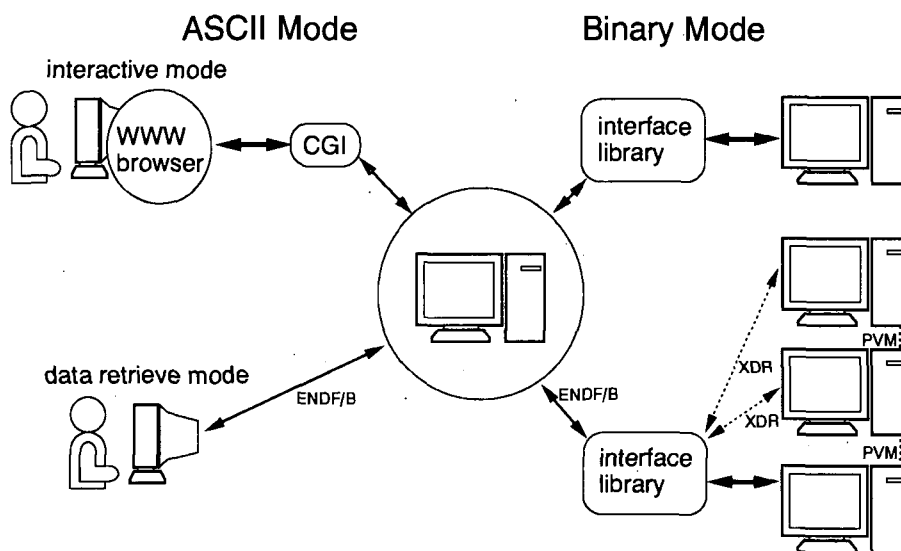 ASCII Mode
Binary Mode
interactive mode
WWW
browser
CGI
interface
library
data retrieve mode
ENDF/B
ENDF/B
XDR
XDR
PVM
PVM
interface
library